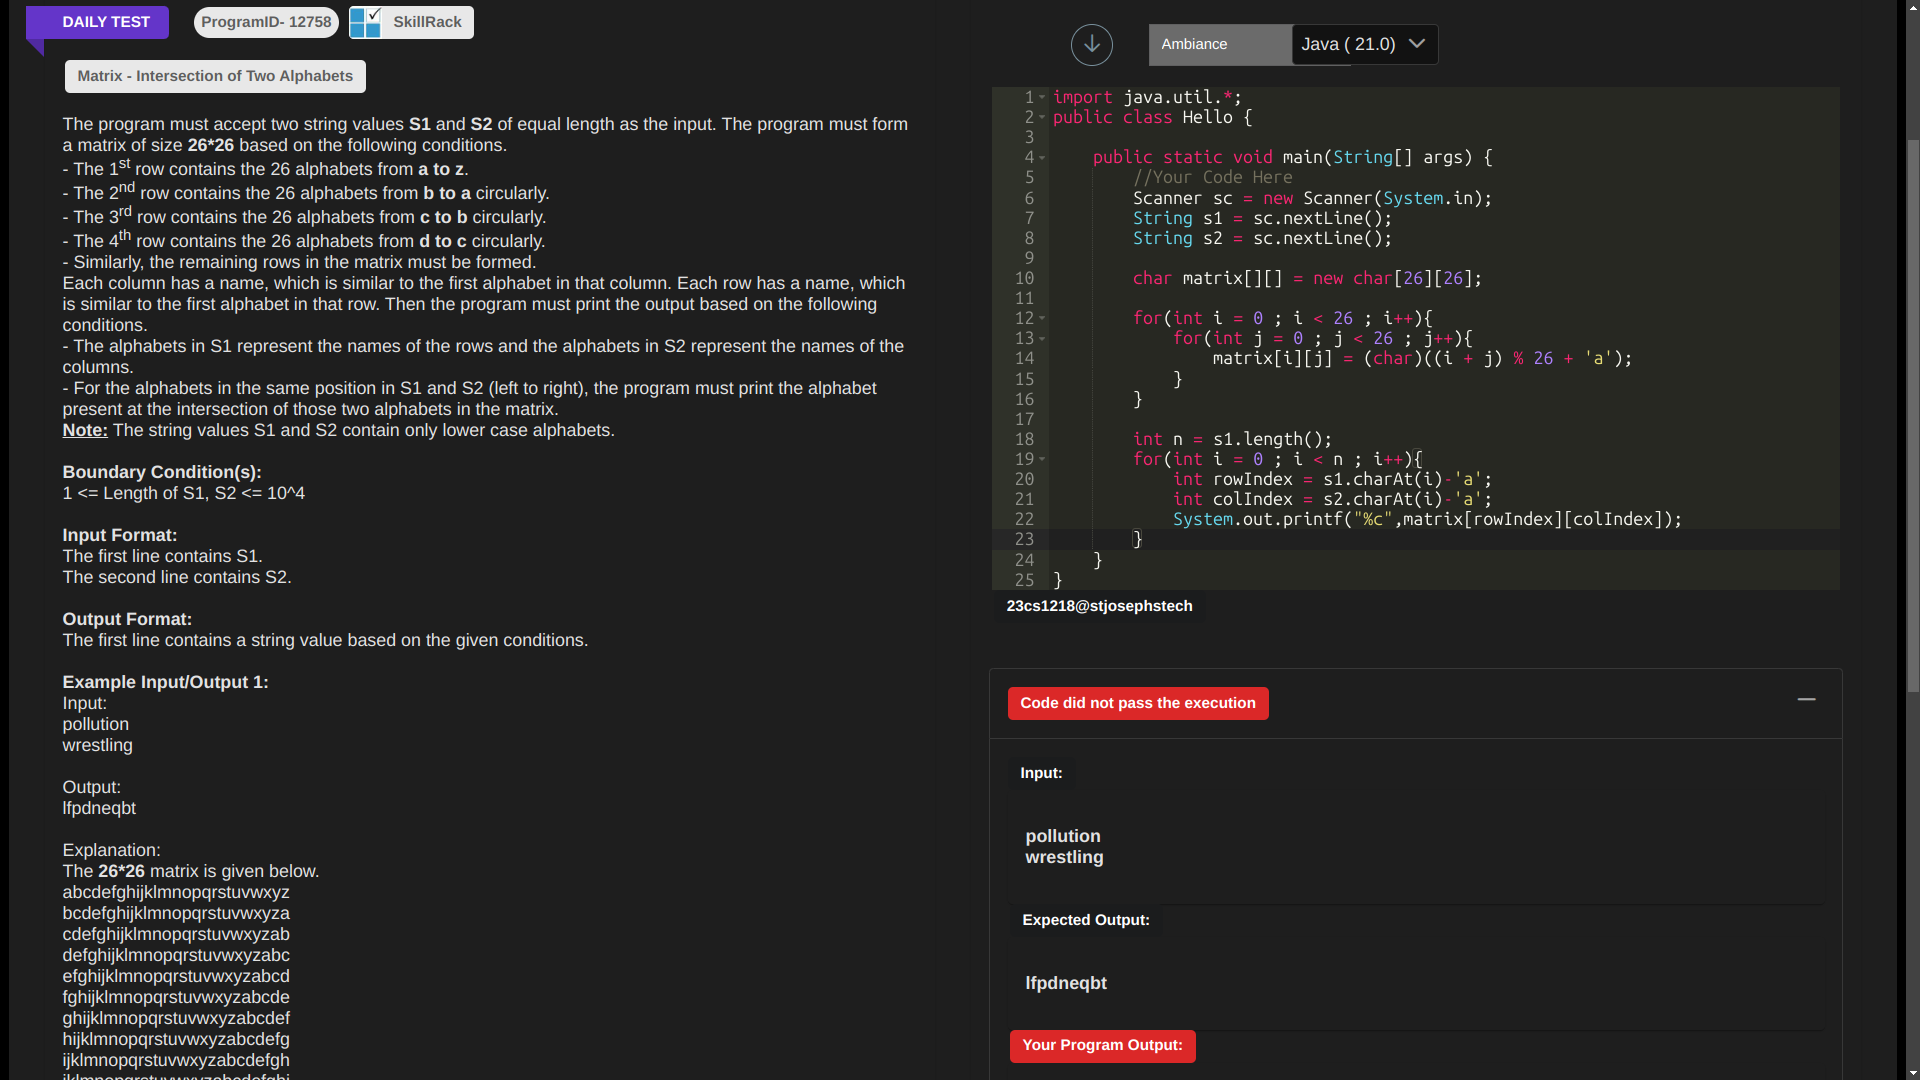 DAILY TEST
ProgramID- 12758
SkillRack
Matrix - Intersection of Two Alphabets
The program must accept two string values S1 and S2 of equal length as the input. The program must form
a matrix of size 26*26 based on the following conditions.
- The 1st row contains the 26 alphabets from a to z.
- The 2nd row contains the 26 alphabets from b to a circularly.
- The 3rd row contains the 26 alphabets from c to b circularly.
- The 4th row contains the 26 alphabets from d to c circularly.
- Similarly, the remaining rows in the matrix must be formed.
Each column has a name, which is similar to the first alphabet in that column. Each row has a name, which
is similar to the first alphabet in that row. Then the program must print the output based on the following
conditions.
- The alphabets in S1 represent the names of the rows and the alphabets in S2 represent the names of the
columns.
- For the alphabets in the same position in S1 and S2 (left to right), the program must print the alphabet
present at the intersection of those two alphabets in the matrix.
Note: The string values S1 and S2 contain only lower case alphabets.
Boundary Condition(s):
1 <= Length of S1, S2 <= 10^4
Input Format:
The first line contains S1.
The second line contains S2.
Output Format:
The first line contains a string value based on the given conditions.
Example Input/Output 1:
Input:
pollution
wrestling
Output:
lfpdneqbt
Explanation:
The 26*26 matrix is given below.
abcdefghijklmnopqrstuvwxyz
bcdefghijklmnopqrstuvwxyza
cdefghijklmnopqrstuvwxyzab
defghijklmnopqrstuvwxyzabc
efghijklmnopqrstuvwxyzabcd
fghijklmnopqrstuvwxyzabcde
ghijklmnopqrstuvwxyzabcdef
hijklmnopqrstuvwxyzabcdefg
ijklmnopqrstuvwxyzabcdefgh
jklmnopqrstuvwxyzabcdefghi
Ambiance
Java ( 21.0)
1 import java.util.*;
2 public class Hello {
3
4 public static void main(String[] args) {
5 //Your Code Here
6 Scanner sc = new Scanner(System.in);
7 String s1 = sc.nextLine();
8 String s2 = sc.nextLine();
9
10 char matrix[][] = new char[26][26];
11
12 for(int i = 0 ; i < 26 ; i++){
13 for(int j = 0 ; j < 26 ; j++){
14 matrix[i][j] = (char)((i + j) % 26 + 'a');
15 }
16 }
17
18 int n = s1.length();
19 for(int i = 0 ; i < n ; i++){
20 int rowIndex = s1.charAt(i)-'a';
21 int colIndex = s2.charAt(i)-'a';
22 System.out.printf("%c",matrix[rowIndex][colIndex]);
23 }
24 }
25 }
23cs1218@stjosephstech
Code did not pass the execution
Input:
pollution
wrestling
Expected Output:
lfpdneqbt
Your Program Output: